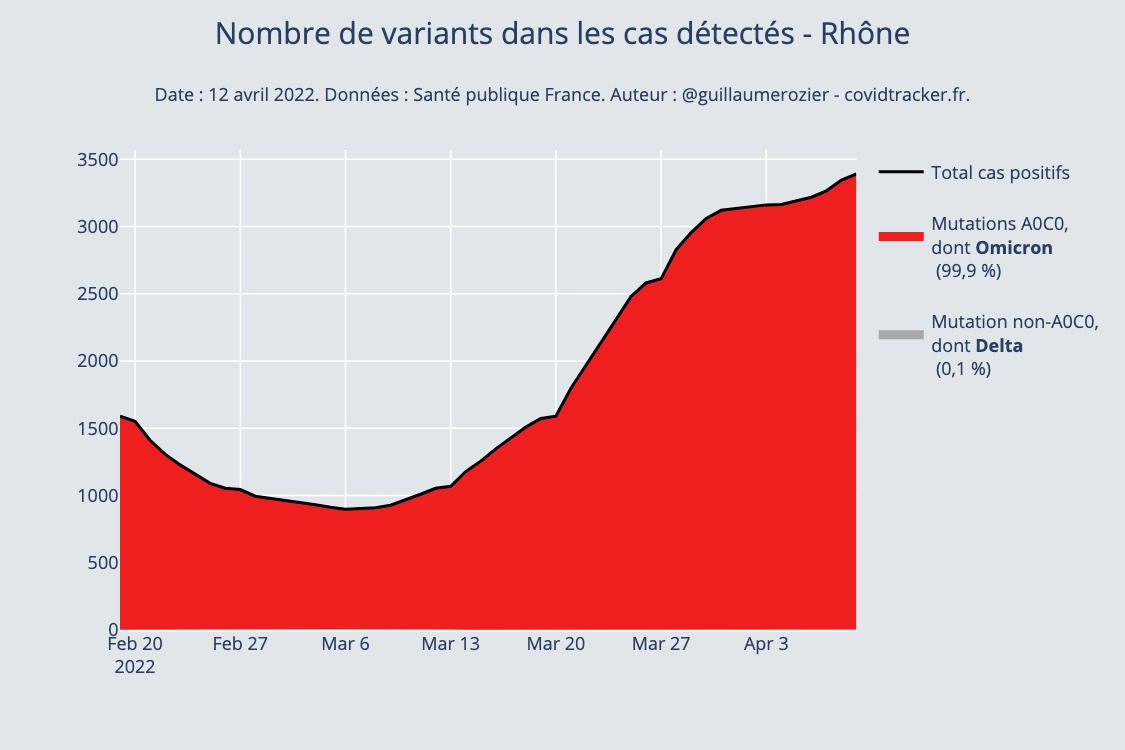 Nombre de variants dans les cas détectés - Rhône
Date : 12 avril 2022. Données : Santé publique France. Auteur : @guillaumerozier - covidtracker.fr.
3500
3000
2500
2000
1500
1000
500
0
Feb 20
2022
Feb 27
Mar 6
Mar 13
Mar 20
Mar 27
Apr 3
Total cas positifs
Mutations A0C0,
dont Omicron
(99,9 %)
Mutation non-A0C0,
dont Delta
(0,1 %)